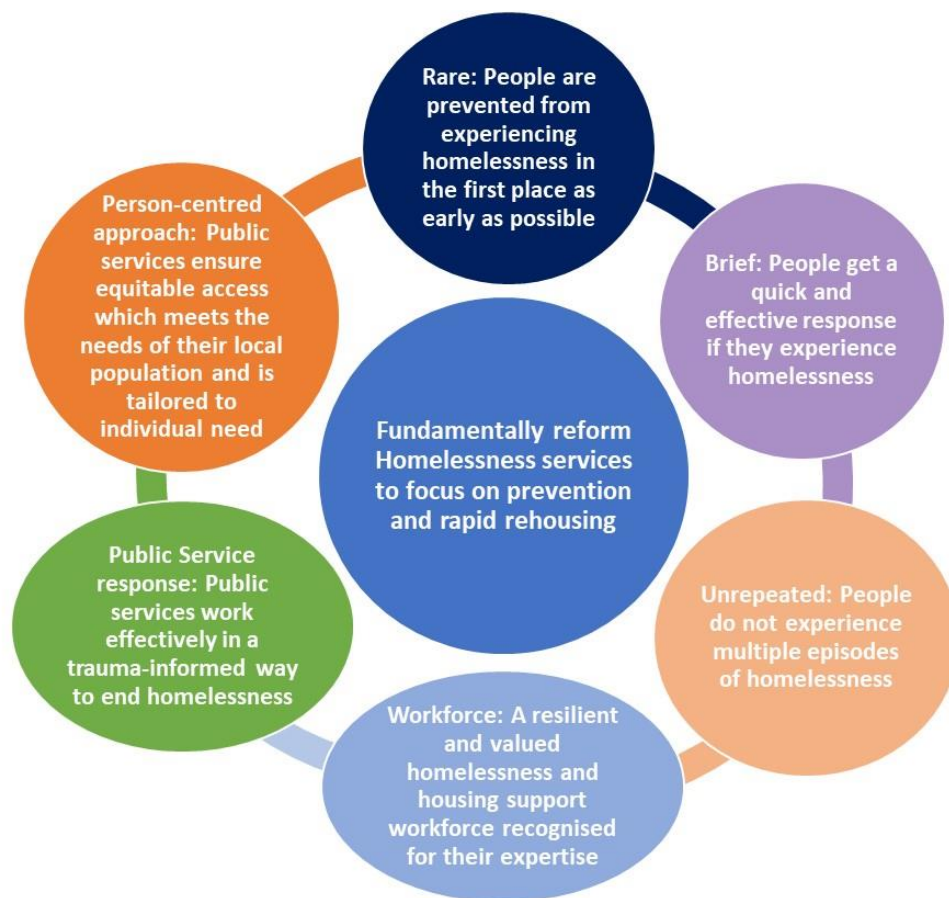 Rare: People are
prevented from
experiencing
homelessness in
the first place as
early as possible
Brief: People get a
quick and
effective response
if they experience
homelessness
Unrepeated: People
do not experience
multiple episodes
of homelessness
Workforce: A resilient
and valued
homelessness and
housing support
workforce recognised
for their expertise
Public Service
response: Public
services work
effectively in a
trauma-informed way
to end homelessness
Person-centred
approach: Public
services ensure
equitable access
which meets the
needs of their local
population and is
tailored to
individual need
Fundamentally reform
Homelessness services
to focus on prevention
and rapid rehousing